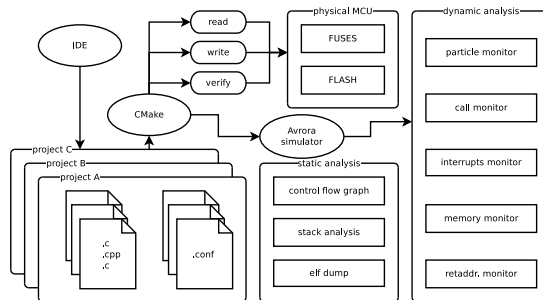 IDE
read
write
verify
CMake
physical MCU
FUSES
FLASH
dynamic analysis
particle monitor
call monitor
interrupts monitor
memory monitor
retaddr. monitor
Avrora
simulator
project C
project B
project A
.c
.cpp
.c
.conf
static analysis
control flow graph
stack analysis
elf dump